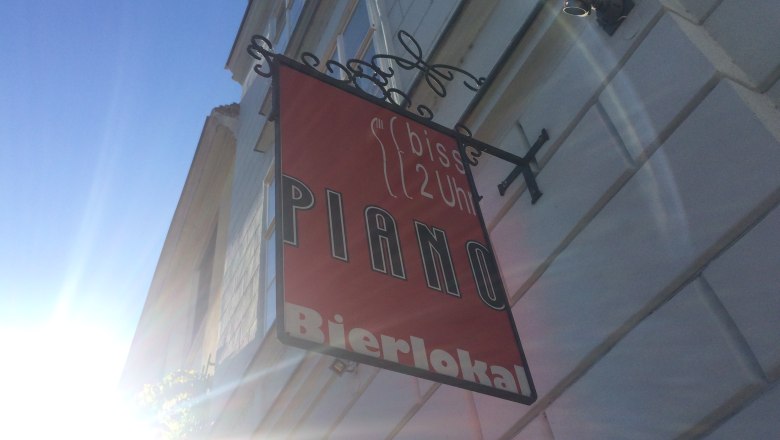 biss
2 Uhr
PIANO
Bierlokal